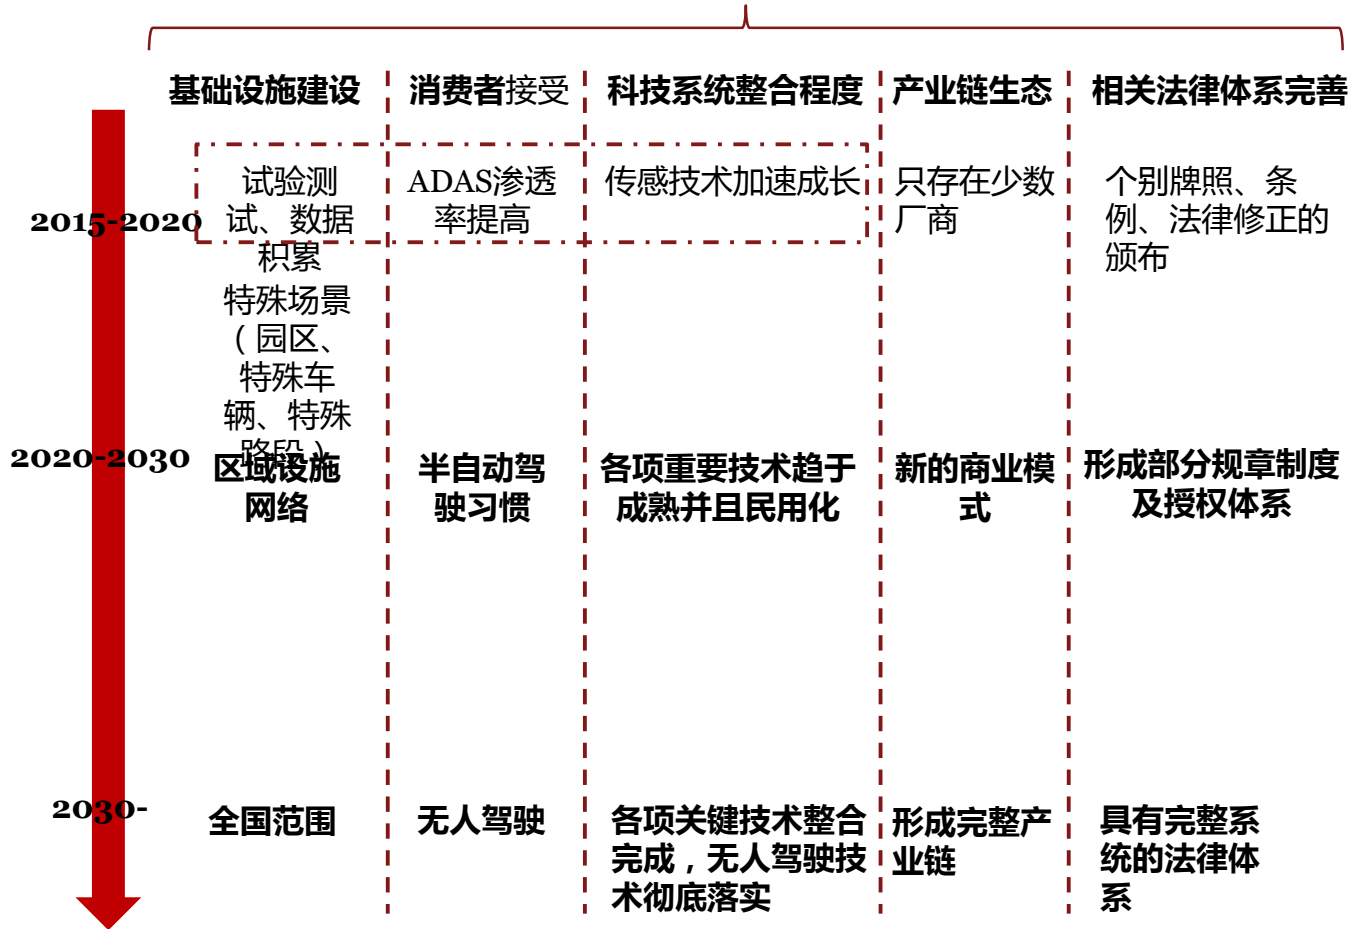 基础设施建设
消费者接受
科技系统整合程度
产业链生态
相关法律体系完善
2015-2020
试验测
试、数据
积累
特殊场景
（园区、
特殊车
辆、特殊
路段）
ADAS渗透
率提高
传感技术加速成长
只存在少数
厂商
个别牌照、条
例、法律修正的
颁布
2020-2030
区域设施
网络
半自动驾
驶习惯
各项重要技术趋于
成熟并且民用化
新的商业模
式
形成部分规章制度
及授权体系
2030-
全国范围
无人驾驶
各项关键技术整合
完成，无人驾驶技
术彻底落实
形成完整产
业链
具有完整系
统的法律体
系